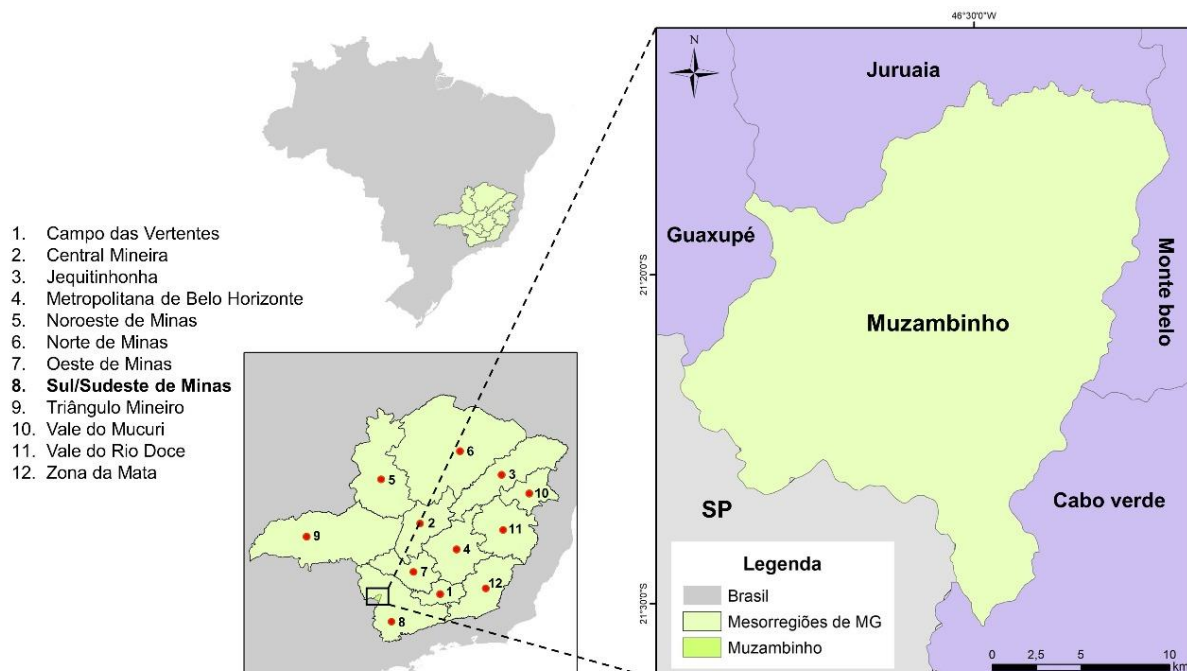 1. Campo das Vertentes
2. Central Mineira
3. Jequitinhonha
4. Metropolitana de Belo Horizonte
5. Noroeste de Minas
6. Norte de Minas
7. Oeste de Minas
8. Sul/Sudeste de Minas
9. Triângulo Mineiro
10. Vale do Mucuri
11. Vale do Rio Doce
12. Zona da Mata
6
3
5
10
2
11
9
4
7
12
1
8
46°30'0"W
N
Juruaia
Guaxupé
21°20'0"S
Monte belo
Muzambinho
Cabo verde
SP
21°30'0"S
Legenda
Brasil
Mesorregiões de MG
Muzambinho
0 2,5 5 10
km